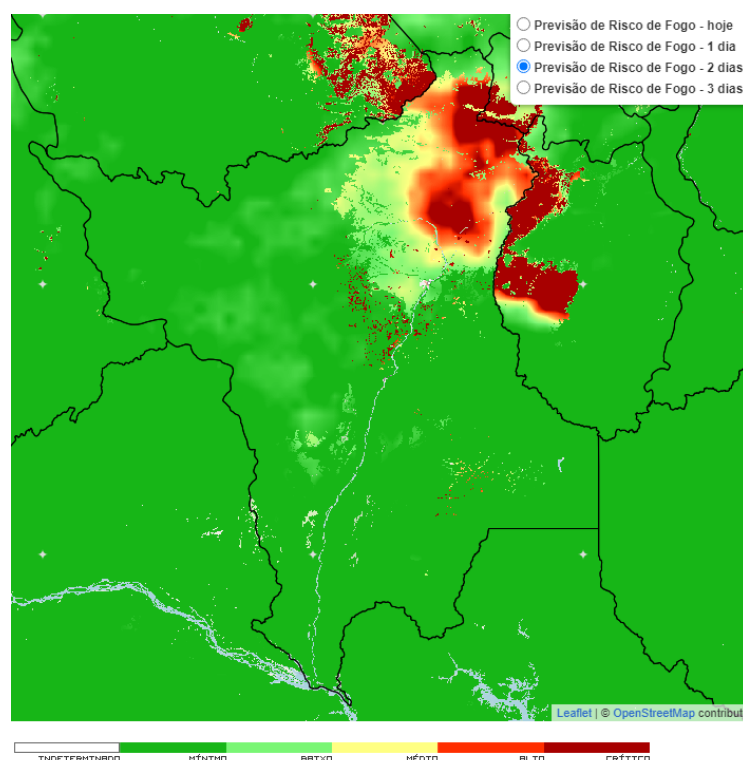 Previsão de Risco de Fogo - hoje
Previsão de Risco de Fogo - 1 dia
Previsão de Risco de Fogo - 2 dias
Previsão de Risco de Fogo - 3 dias
Leaflet | © OpenStreetMap contribut
INDETERMINADO MÍNIMO BAIXO MÉDIO ALTO CRÍTICO